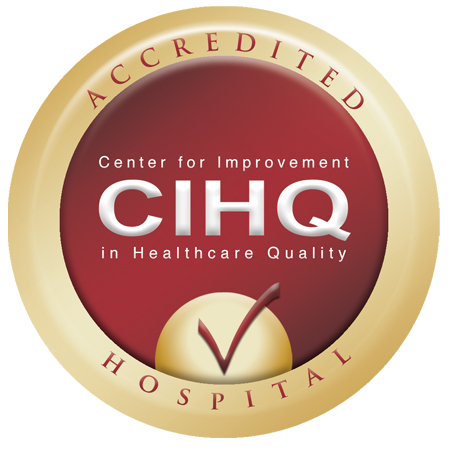 ACCREDITED
Center for Improvement
CIHQ
in Healthcare Quality
HOSPITAL